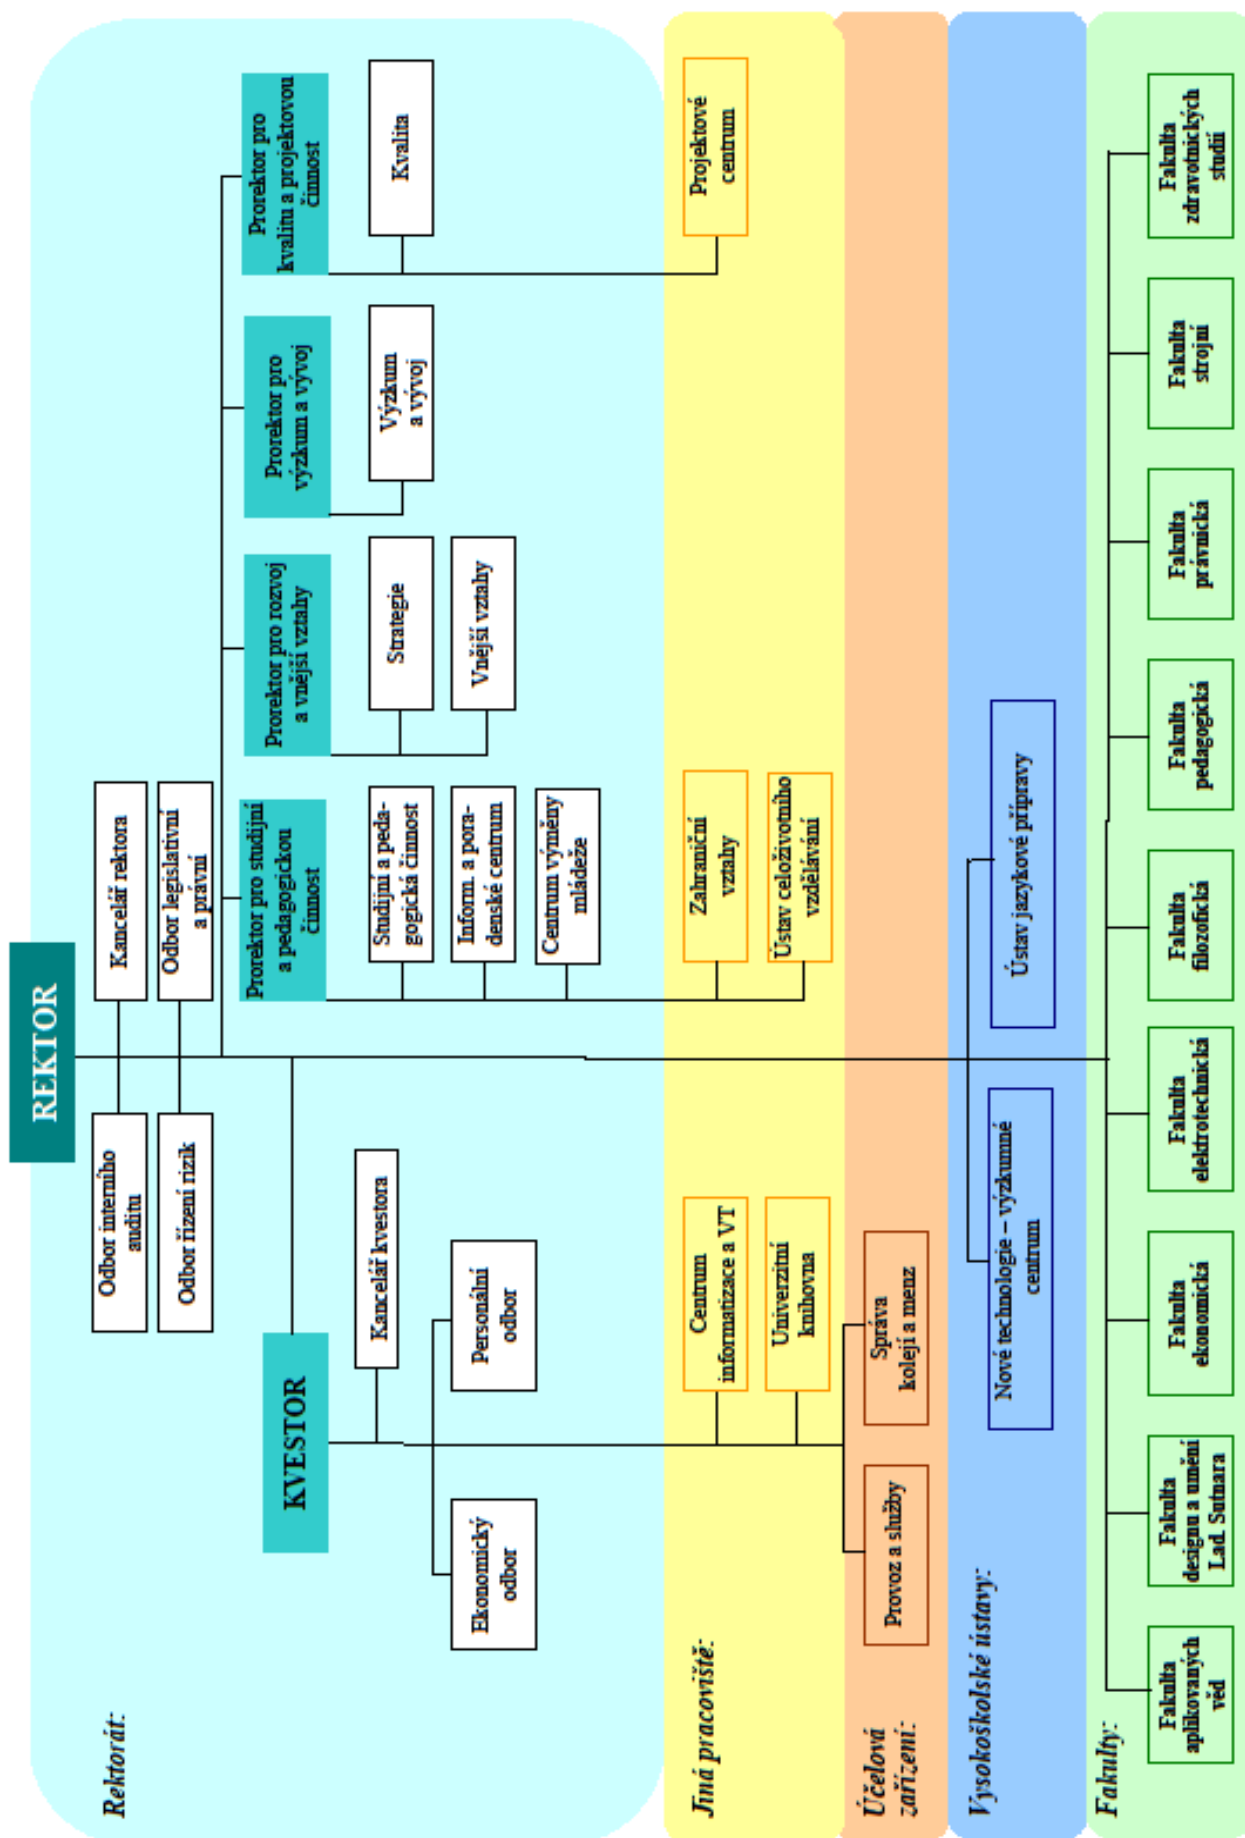 REKTOR
Rektorát:
Odbor interního
auditu
Kancelář rektora
Odbor řízení rizik
Odbor legislativní
a právní
KVESTOR
Prorektor pro studijní
a pedagogickou
činnost
Prorektor pro rozvoj
a vnější vztahy
Prorektor pro
výzkum a vývoj
Prorektor pro
kvalitu a projektovou
činnost
Kancelář kvestora
Studijní a peda-
gogická činnost
Strategie
Výzkum
a vývoj
Kvalita
Ekonomický
odbor
Personální
odbor
Inform. a pora-
denské centrum
Vnější vztahy
Centrum výměny
mládeže
Jiná pracoviště:
Centrum
informatizace a VT
Zahraniční
vztahy
Projektové
centrum
Univerzitní
knihovna
Ústav celoživotního
vzdělávání
Účelová
zařízení:
Provoz a služby
Správa
kolejí a menz
Vysokoškolské ústavy:
Nové technologie – výzkumné
centrum
Ústav jazykové přípravy
Fakulty:
Fakulta
aplikovaných
věd
Fakulta
designu a umění
Lad. Sutnara
Fakulta
ekonomická
Fakulta
elektrotechnická
Fakulta
filozofická
Fakulta
pedagogická
Fakulta
právnická
Fakulta
strojní
Fakulta
zdravotnických
studií